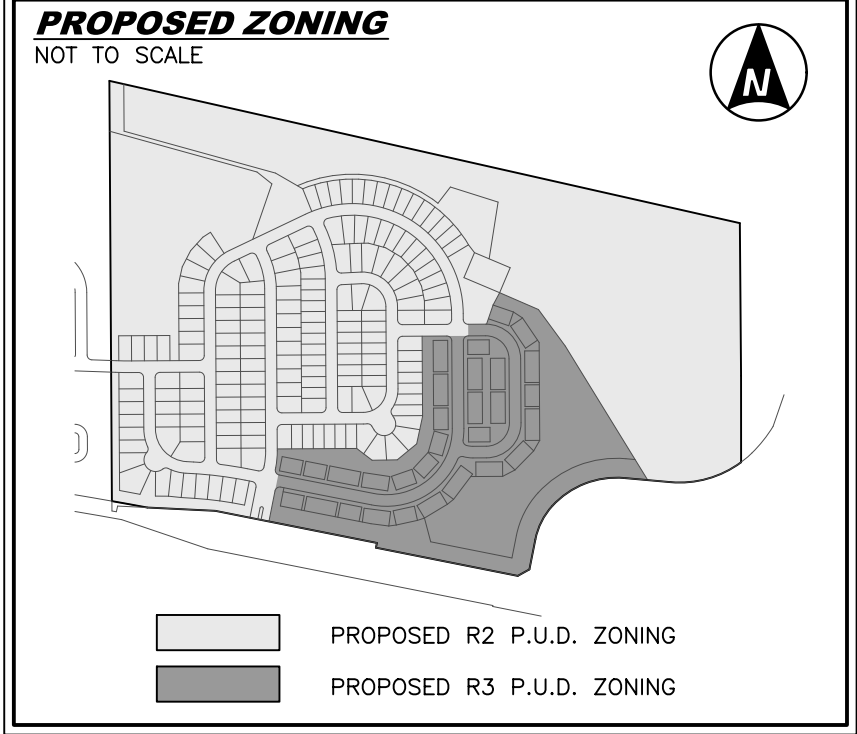 PROPOSED ZONING
NOT TO SCALE
N
PROPOSED R2 P.U.D. ZONING
PROPOSED R3 P.U.D. ZONING